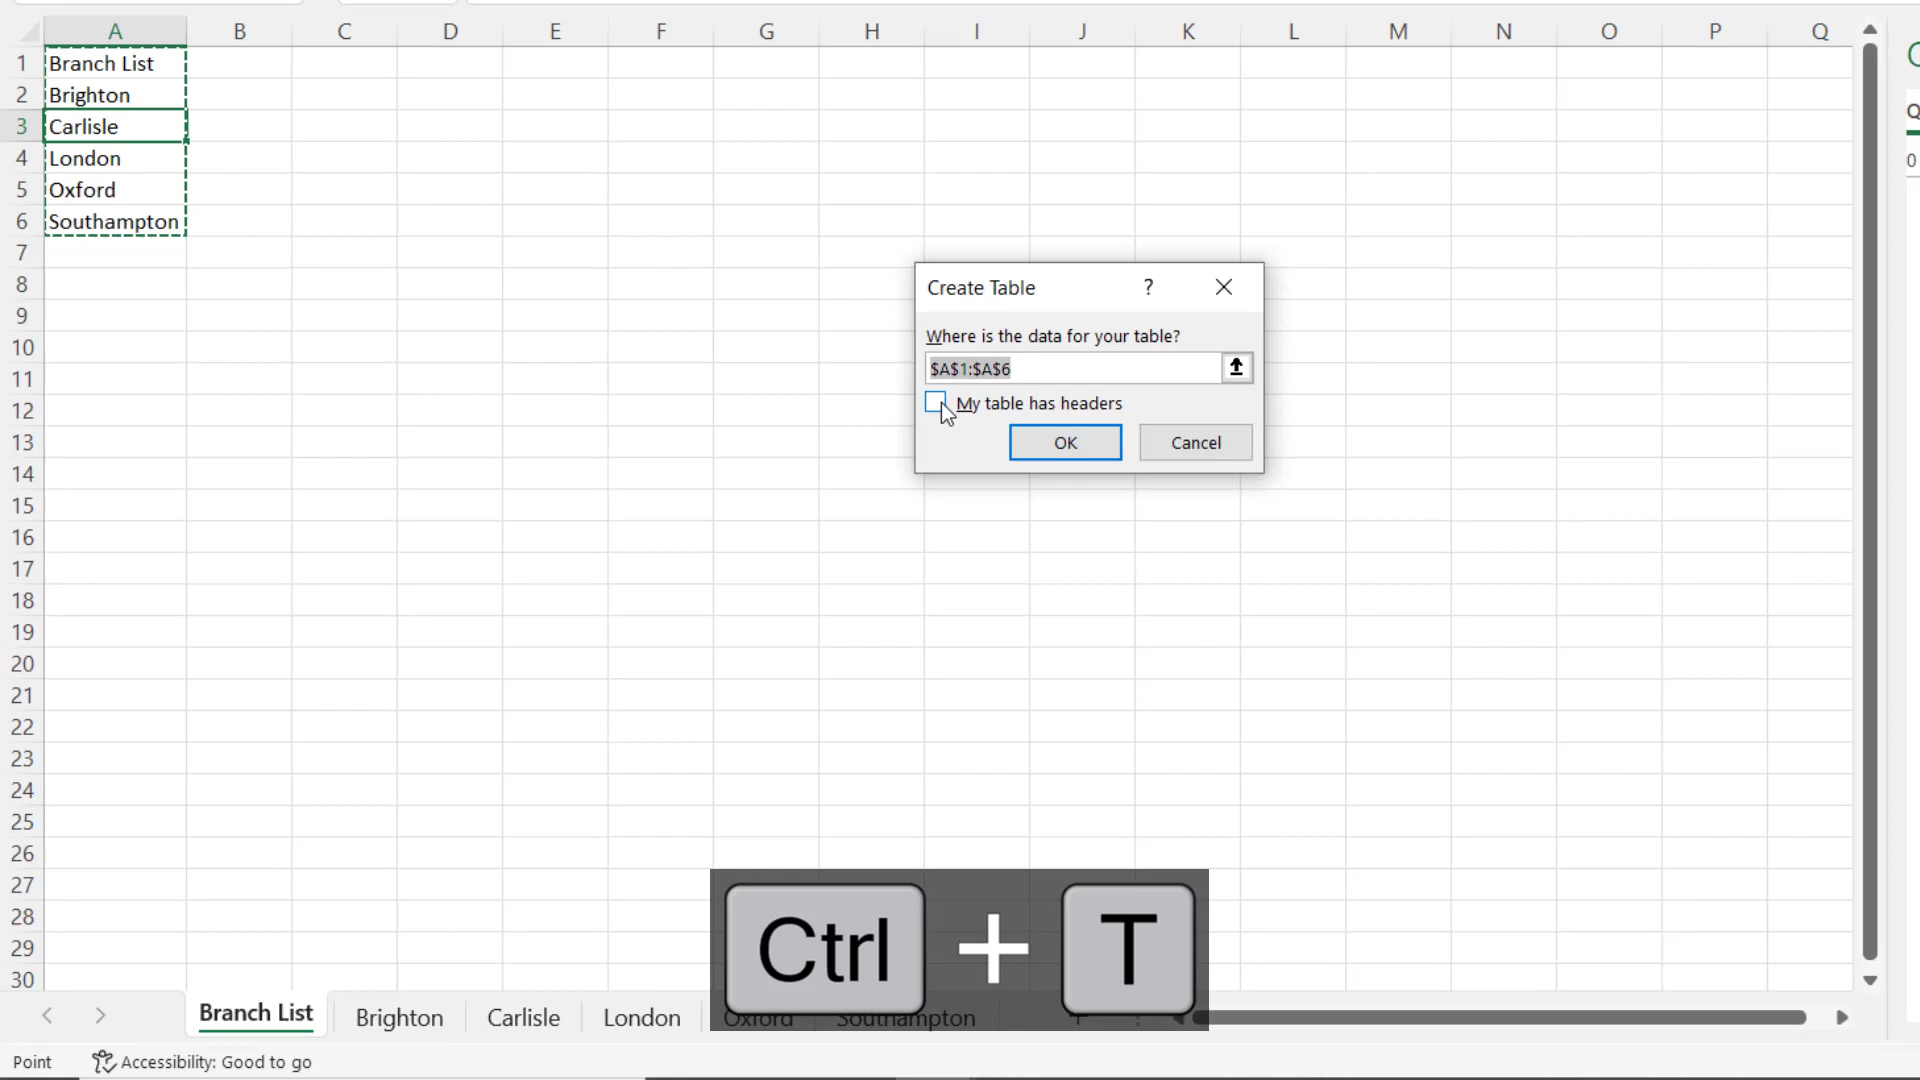 A B C D E F G H I J K L M N O P Q
1 Branch List
2 Brighton
3 Carlisle
4 London
5 Oxford
6 Southampton
7
8
9
10
11
12
13
14
15
16
17
18
19
20
21
22
23
24
25
26
27
28
29
30
Create Table ?
Where is the data for your table?
$A$1:$A$6
My table has headers
OK Cancel
Q
0
Ctrl + T
Branch List Brighton Carlisle London Oxford Southampton
Point Accessibility: Good to go